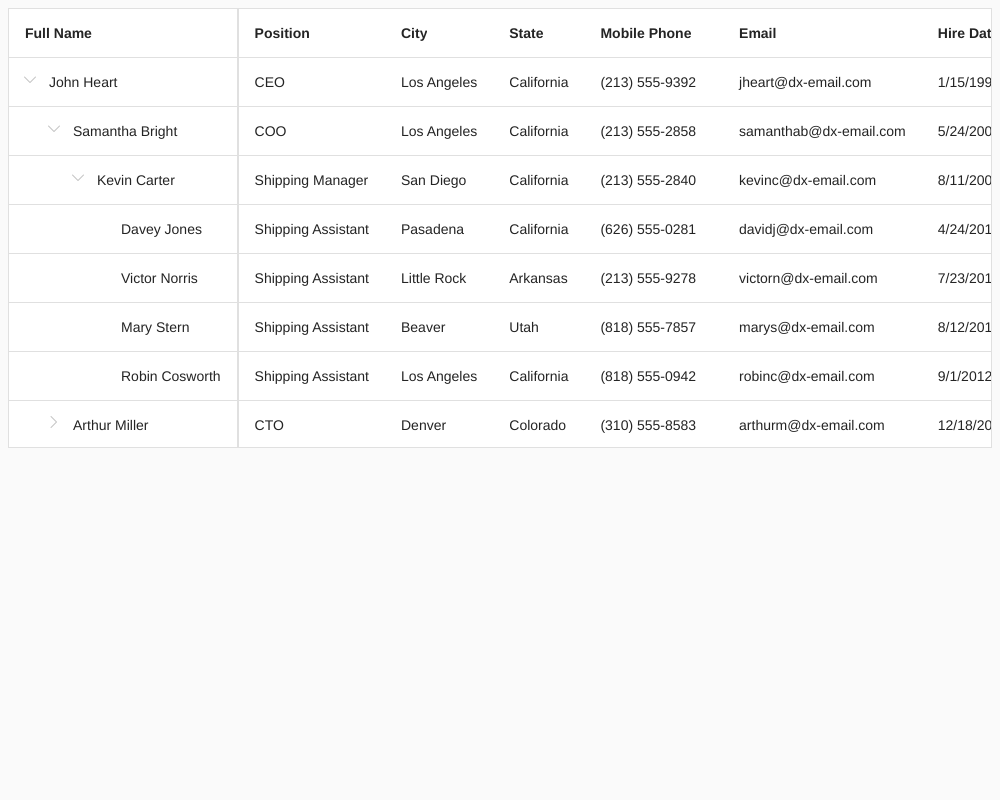 Full Name Position City State Mobile Phone Email Hire Dat
John Heart CEO Los Angeles California (213) 555-9392 jheart@dx-email.com 1/15/199
Samantha Bright COO Los Angeles California (213) 555-2858 samanthab@dx-email.com 5/24/200
Kevin Carter Shipping Manager San Diego California (213) 555-2840 kevinc@dx-email.com 8/11/200
Davey Jones Shipping Assistant Pasadena California (626) 555-0281 davidj@dx-email.com 4/24/201
Victor Norris Shipping Assistant Little Rock Arkansas (213) 555-9278 victorn@dx-email.com 7/23/201
Mary Stern Shipping Assistant Beaver Utah (818) 555-7857 marys@dx-email.com 8/12/201
Robin Cosworth Shipping Assistant Los Angeles California (818) 555-0942 robinc@dx-email.com 9/1/2012
Arthur Miller CTO Denver Colorado (310) 555-8583 arthurm@dx-email.com 12/18/20